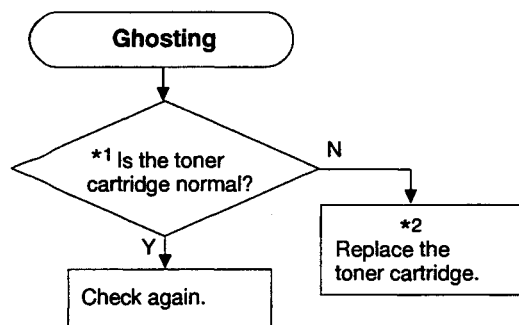 Ghosting
*1 Is the toner
cartridge normal?
N
Y
*2
Replace the
toner cartridge.
Check again.